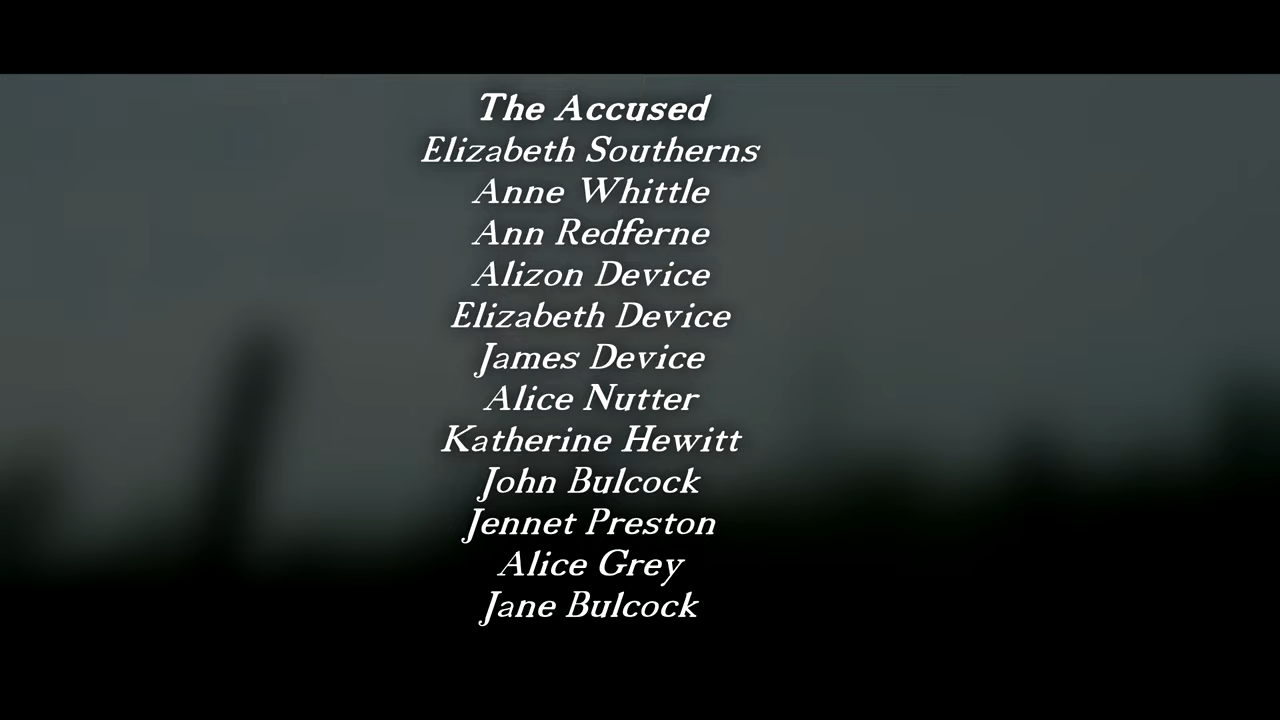 The Accused
Elizabeth Southerns
Anne Whittle
Ann Redferne
Alizon Device
Elizabeth Device
James Device
Alice Nutter
Katherine Hewitt
John Bulcock
Jennet Preston
Alice Grey
Jane Bulcock